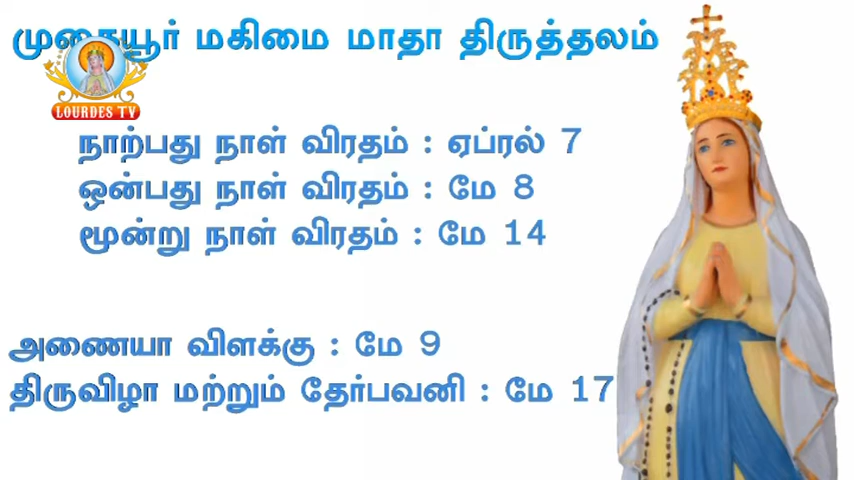 முகையூர் மகிமை மாதா திருத்தலம்
LOURDES TV
நாற்பது நாள் விரதம் : ஏப்ரல் 7
ஒன்பது நாள் விரதம் : மே 8
மூன்று நாள் விரதம் : மே 14
அணையா விளக்கு : மே 9
திருவிழா மற்றும் தேர்பவனி : மே 17